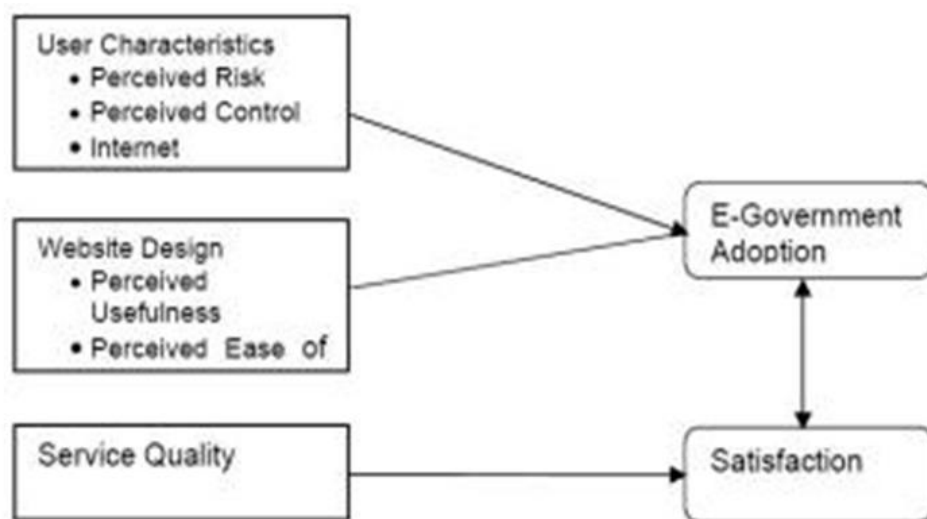 User Characteristics
• Perceived Risk
• Perceived Control
• Internet
Website Design
• Perceived
Usefulness
• Perceived Ease of
Service Quality
E-Government
Adoption
Satisfaction